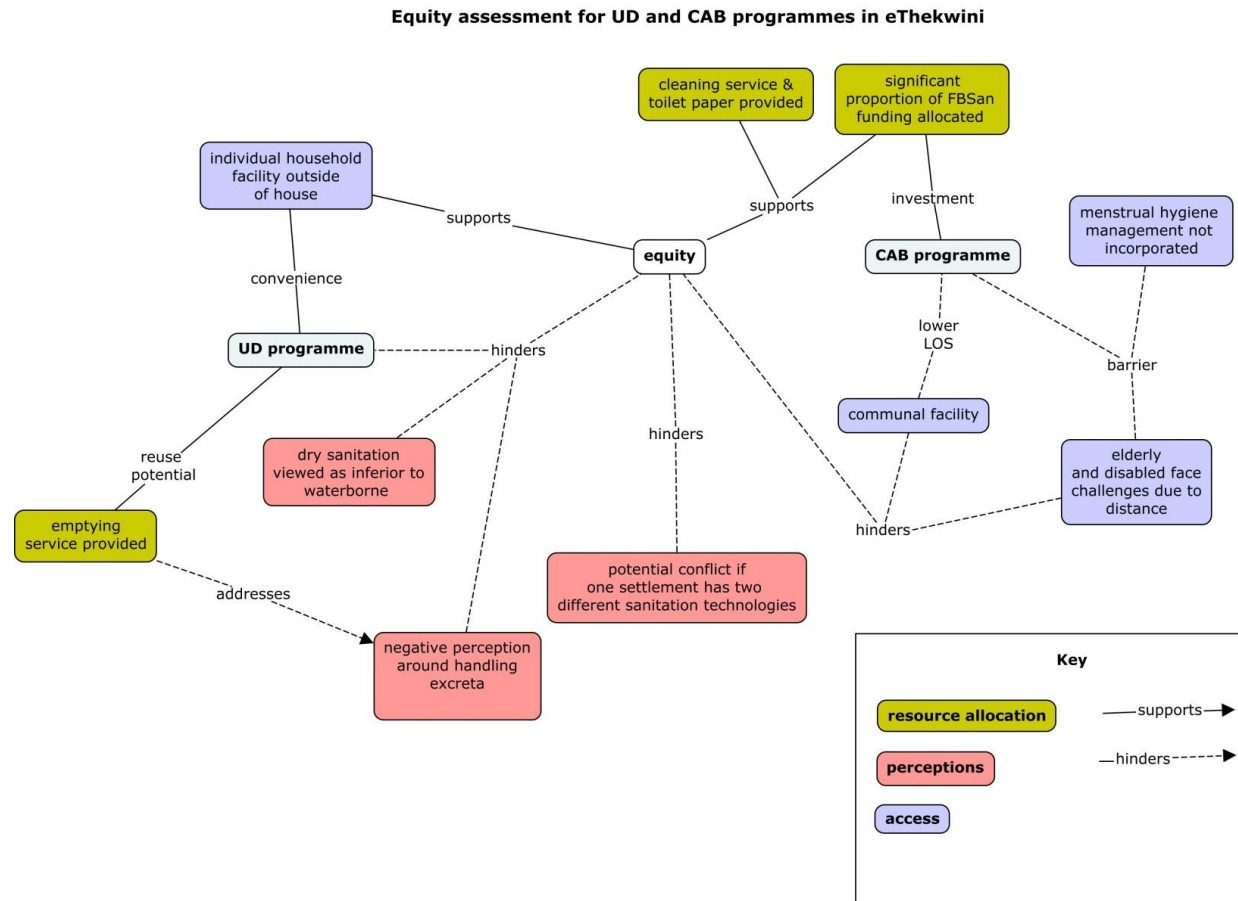 Equity assessment for UD and CAB programmes in eThekwini
cleaning service &
toilet paper provided
significant
proportion of FBSan
funding allocated
individual household
facility outside
of house
supports
supports
investment
menstrual hygiene
management not
incorporated
equity
CAB programme
convenience
lower
LOS
UD programme
hinders
barrier
communal facility
dry sanitation
viewed as inferior to
waterborne
hinders
reuse
potential
elderly
and disabled face
challenges due to
distance
emptying
service provided
hinders
potential conflict if
one settlement has two
different sanitation technologies
addresses
negative perception
around handling
excreta
Key
resource allocation
supports
perceptions
hinders
access